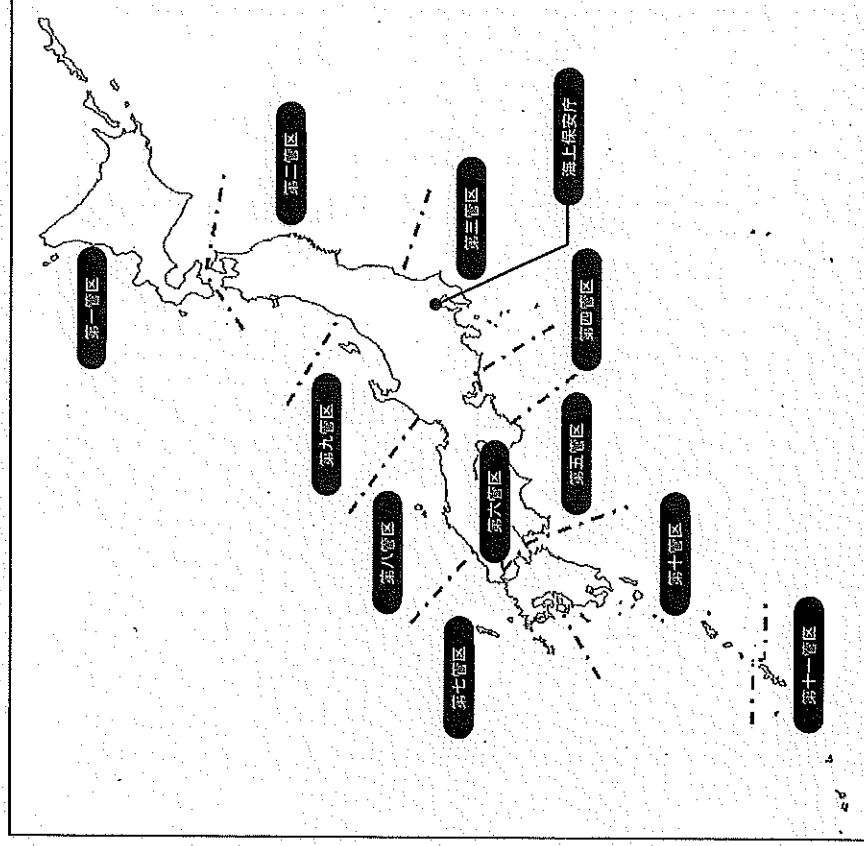 第一管区
第二管区
第三管区
海上保安庁
第四管区
第五管区
第六管区
第七管区
第八管区
第九管区
第十管区
第十一管区